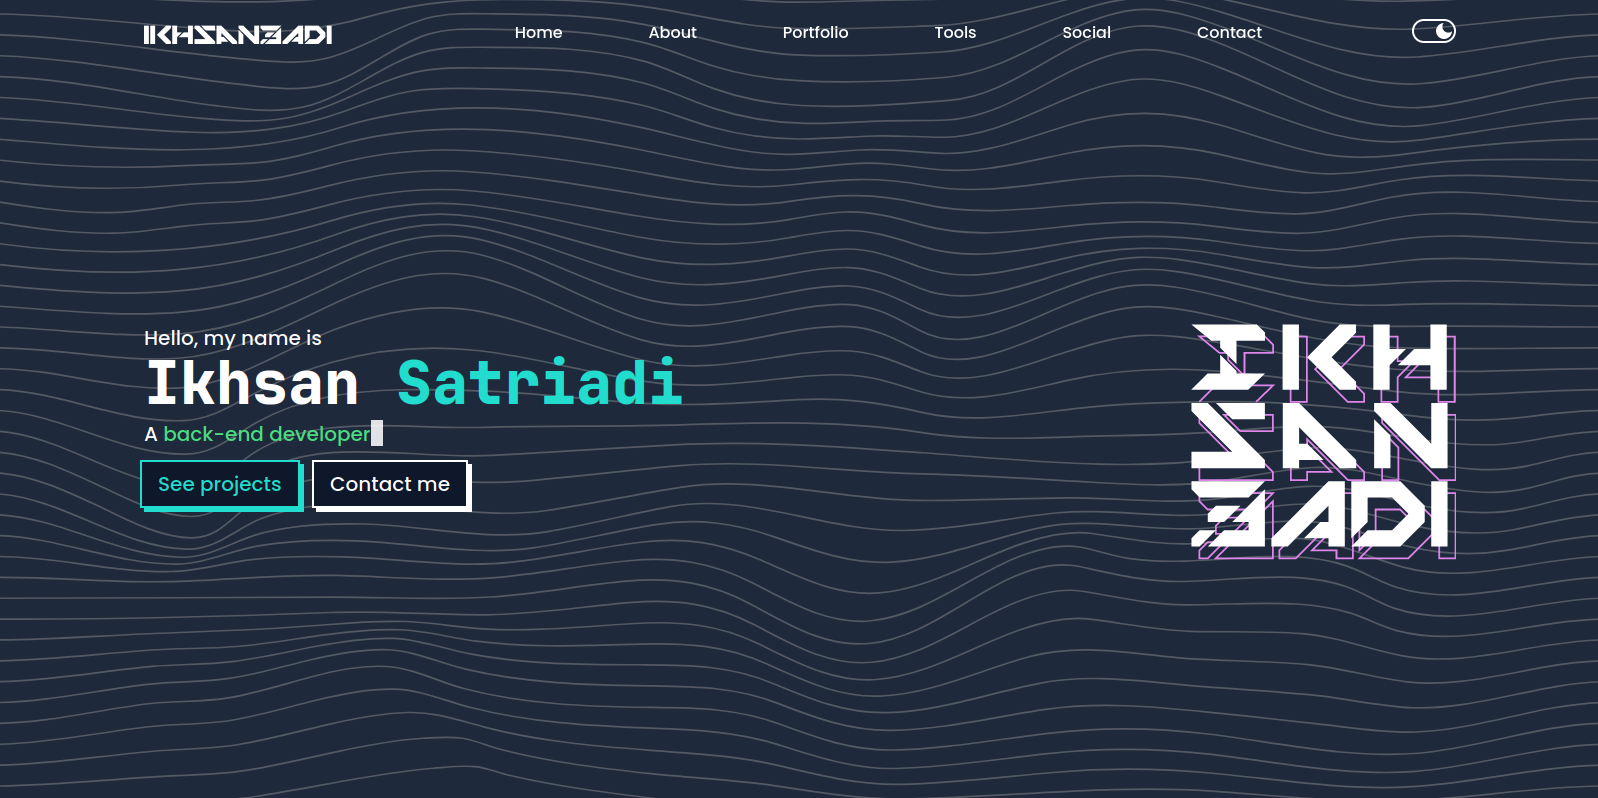 IKHSANSADI
Home
About
Portfolio
Tools
Social
Contact
Hello, my name is
Ikhsan Satriadi
A back-end developer
See projects
Contact me
IKH
SAN
SADI